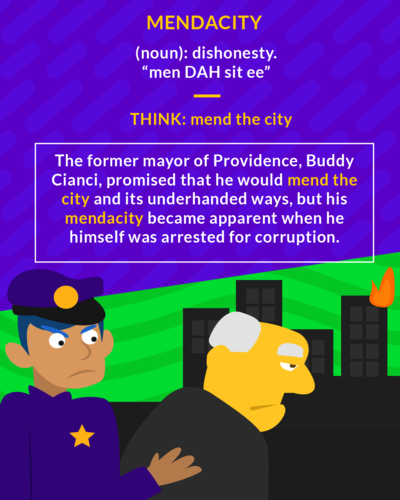 MENDACITY
(noun): dishonesty.
“men DAH sit ee”
THINK: mend the city
The former mayor of Providence, Buddy
Cianci, promised that he would mend the
city and its underhanded ways, but his
mendacity became apparent when he
himself was arrested for corruption.